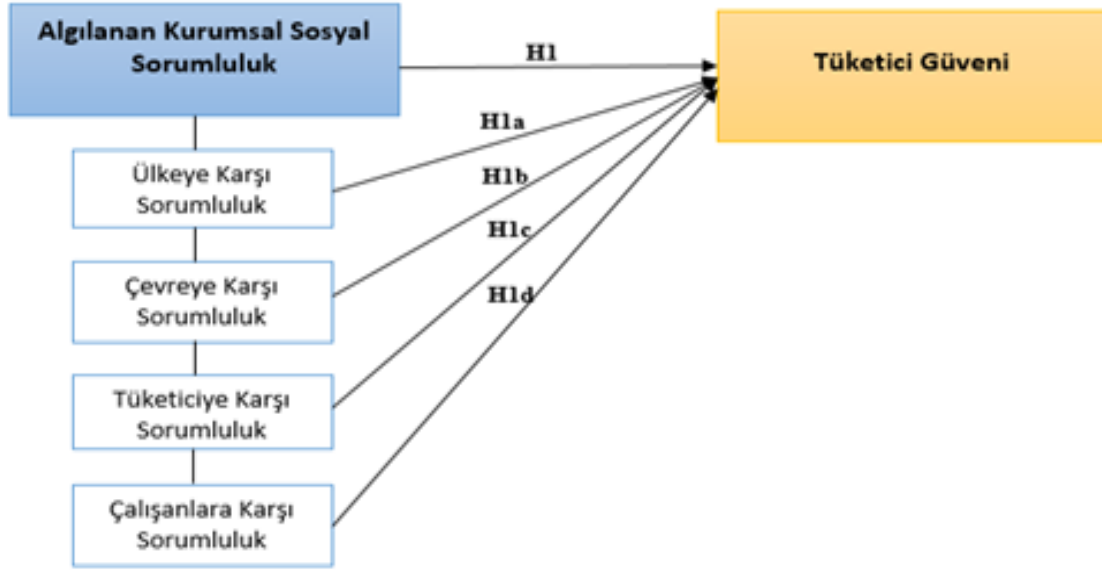 Algılanan Kurumsal Sosyal
Sorumluluk
H1
Tüketici Güveni
H1a
Ülkeye Karşı
Sorumluluk
H1b
H1c
Çevreye Karşı
Sorumluluk
H1d
Tüketiciye Karşı
Sorumluluk
Çalışanlara Karşı
Sorumluluk